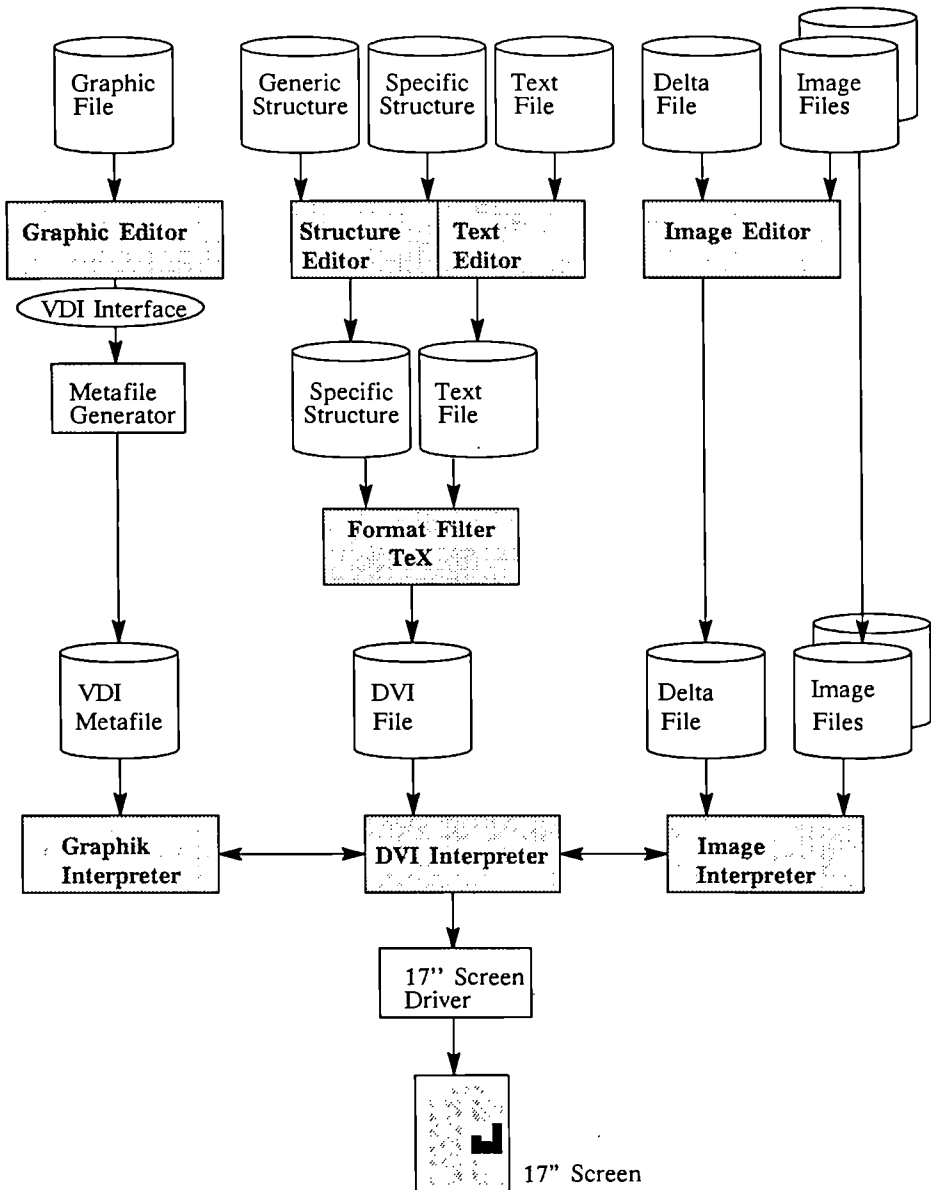 Graphic
File
Generic
Structure
Specific
Structure
Text
File
Delta
File
Image
Files
Graphic Editor
Structure
Editor
Text
Editor
Image Editor
VDI Interface
Metafile
Generator
Specific
Structure
Text
File
Format Filter
TeX
VDI
Metafile
DVI
File
Delta
File
Image
Files
Graphik
Interpreter
DVI Interpreter
Image
Interpreter
17’’ Screen
Driver
17” Screen